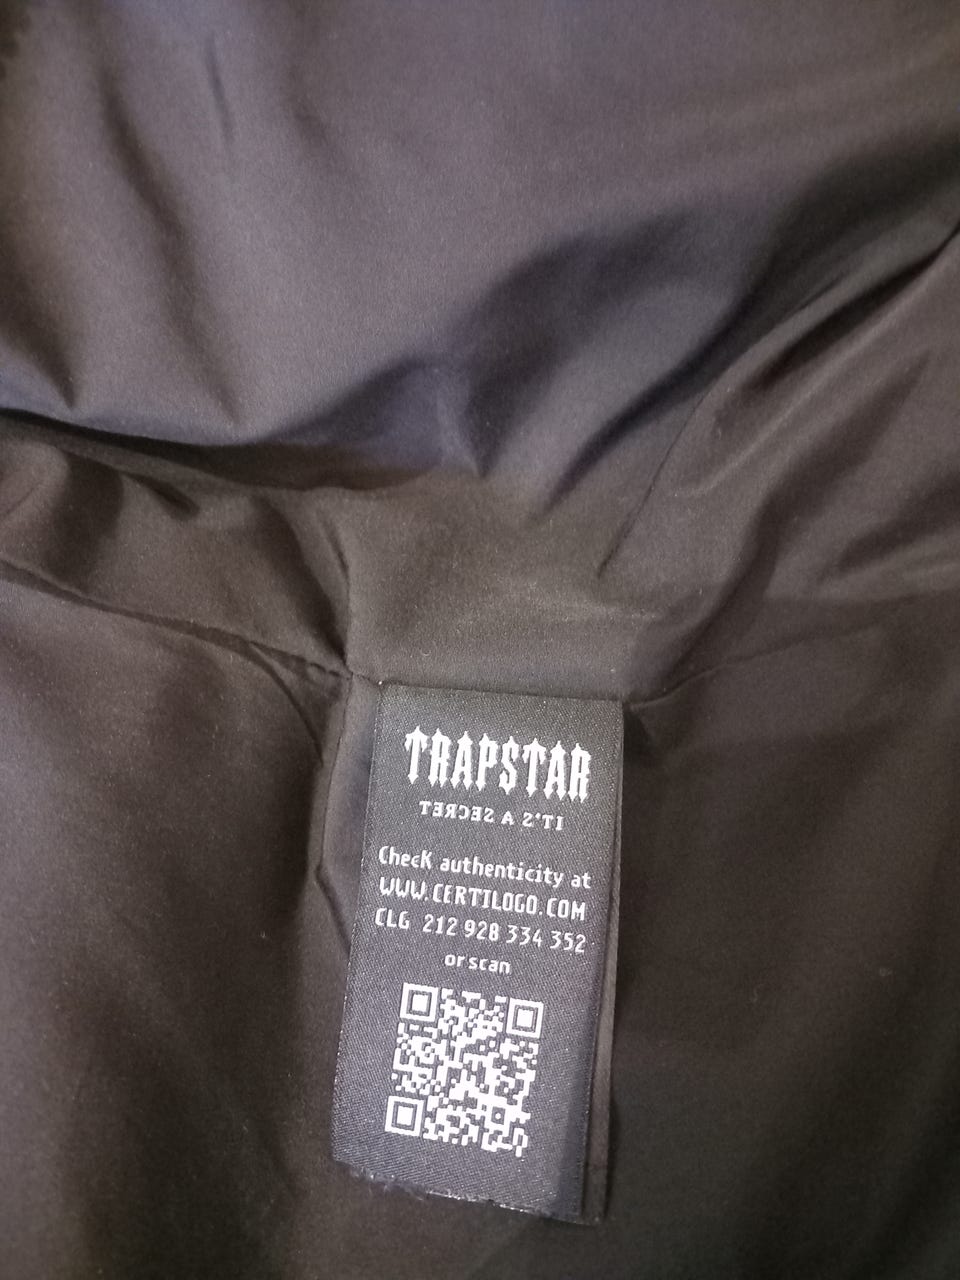 TRAPSTAR
IT'S A SECRET
Check authenticity at
WWW.CERTILOGO.COM
CLG 212 928 334 352
or scan